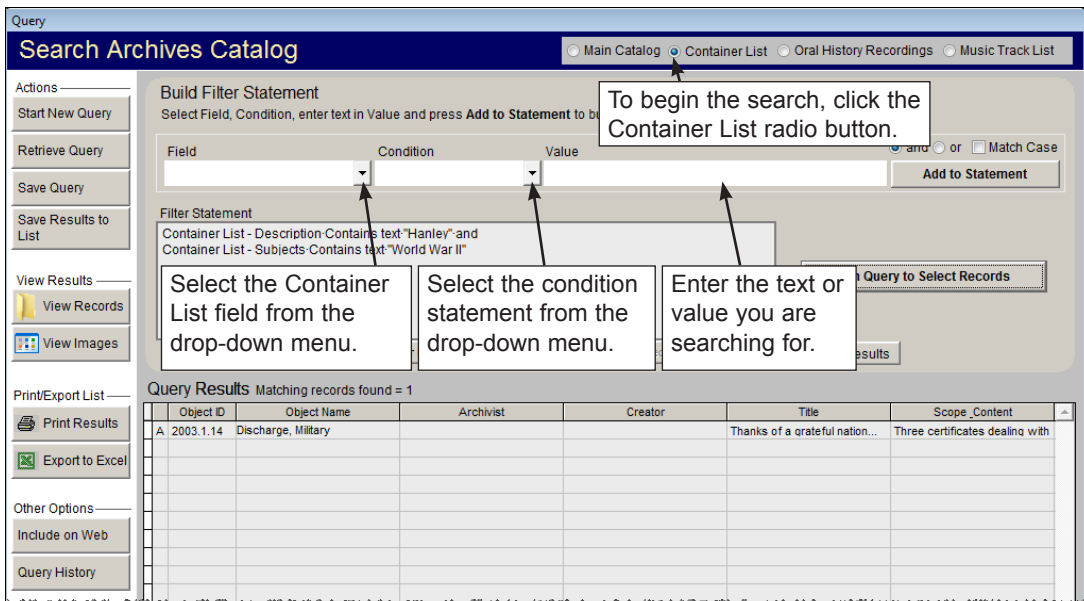 Query
Search Archives Catalog
Main Catalog Container List Oral History Recordings Music Track List
Actions
Start New Query
Retrieve Query
Save Query
Save Results to
List
View Results
View Records
View Images
Print/Export List
Print Results
Export to Excel
Other Options
Include on Web
Query History
Build Filter Statement
Select Field, Condition, enter text in Value and press Add to Statement to
To begin the search, click the
Container List radio button.
and or Match Case
Field Condition Value
Add to Statement
Filter Statement
Container List - Description·Contains text·"Hanley"·and
Container List - Subjects·Contains text·"World War II"
Query to Select Records
Select the Container
List field from the
drop-down menu.
Select the condition
statement from the
drop-down menu.
Enter the text or
value you are
searching for.
Query Results Matching records found = 1
Object ID Object Name Archivist Creator Title Scope_Content
A 2003.1.14 Discharge, Military Thanks of a grateful nation... Three certificates dealing with